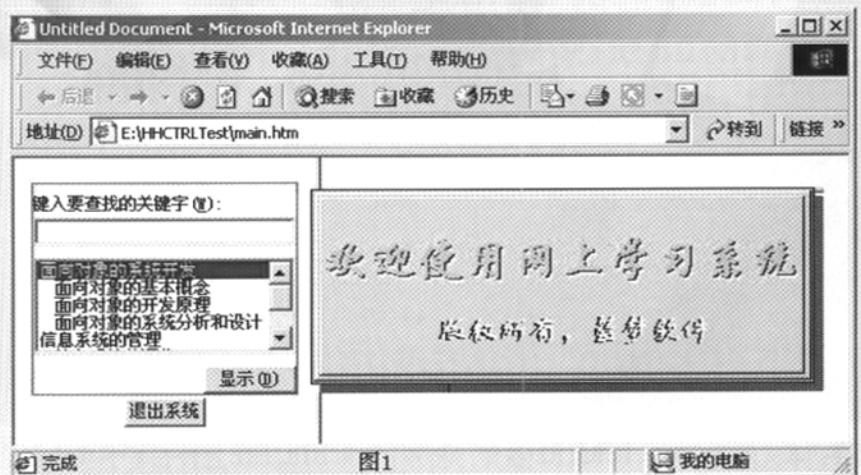 Untitled Document - Microsoft Internet Explorer
文件(F) 编辑(E) 查看(V) 收藏(A) 工具(T) 帮助(H)
后退 搜索 收藏 历史
地址(D) E:\HHCTRLTest\main.htm 转到 链接 »
键入要查找的关键字(W):
面向对象的系统开发
面向对象的基本概念
面向对象的开发原理
面向对象的系统分析和设计
信息系统的管理
显示(D)
退出系统
欢迎使用网上学习系统
版权所有，蓝梦软件
完成 图1 我的电脑